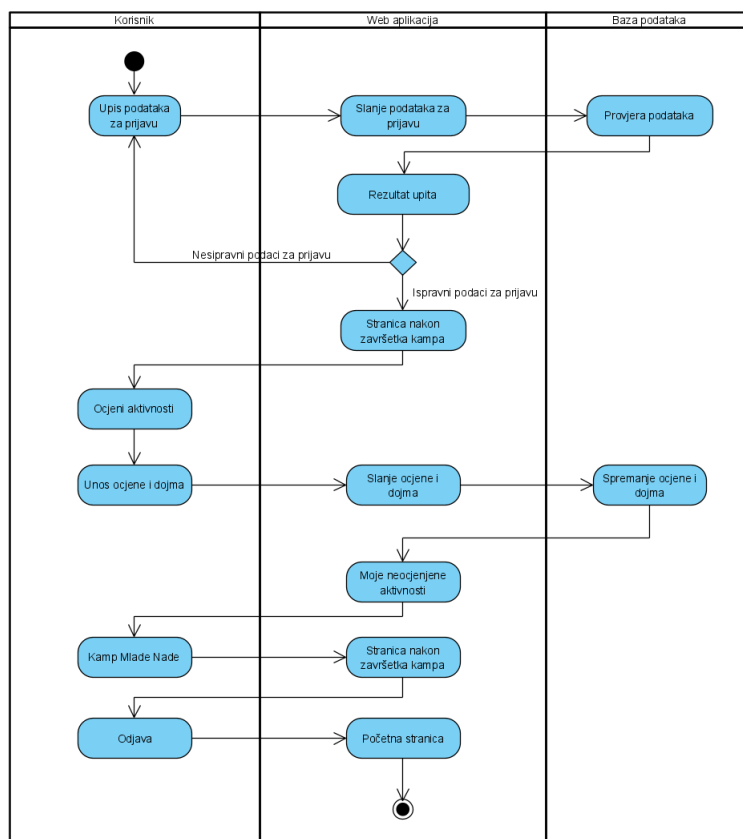 Korisnik
Web aplikacija
Baza podataka
Upis podataka
za prijavu
Slanje podataka za
prijavu
Provjera podataka
Rezultat upita
Nesipravni podaci za prijavu
Ispravni podaci za prijavu
Stranica nakon
završetka kampa
Ocjeni aktivnosti
Unos ocjene i dojma
Slanje ocjene i
dojma
Spremanje ocjene i
dojma
Moje neocjenjene
aktivnosti
Kamp Mlade Nade
Stranica nakon
završetka kampa
Odjava
Početna stranica